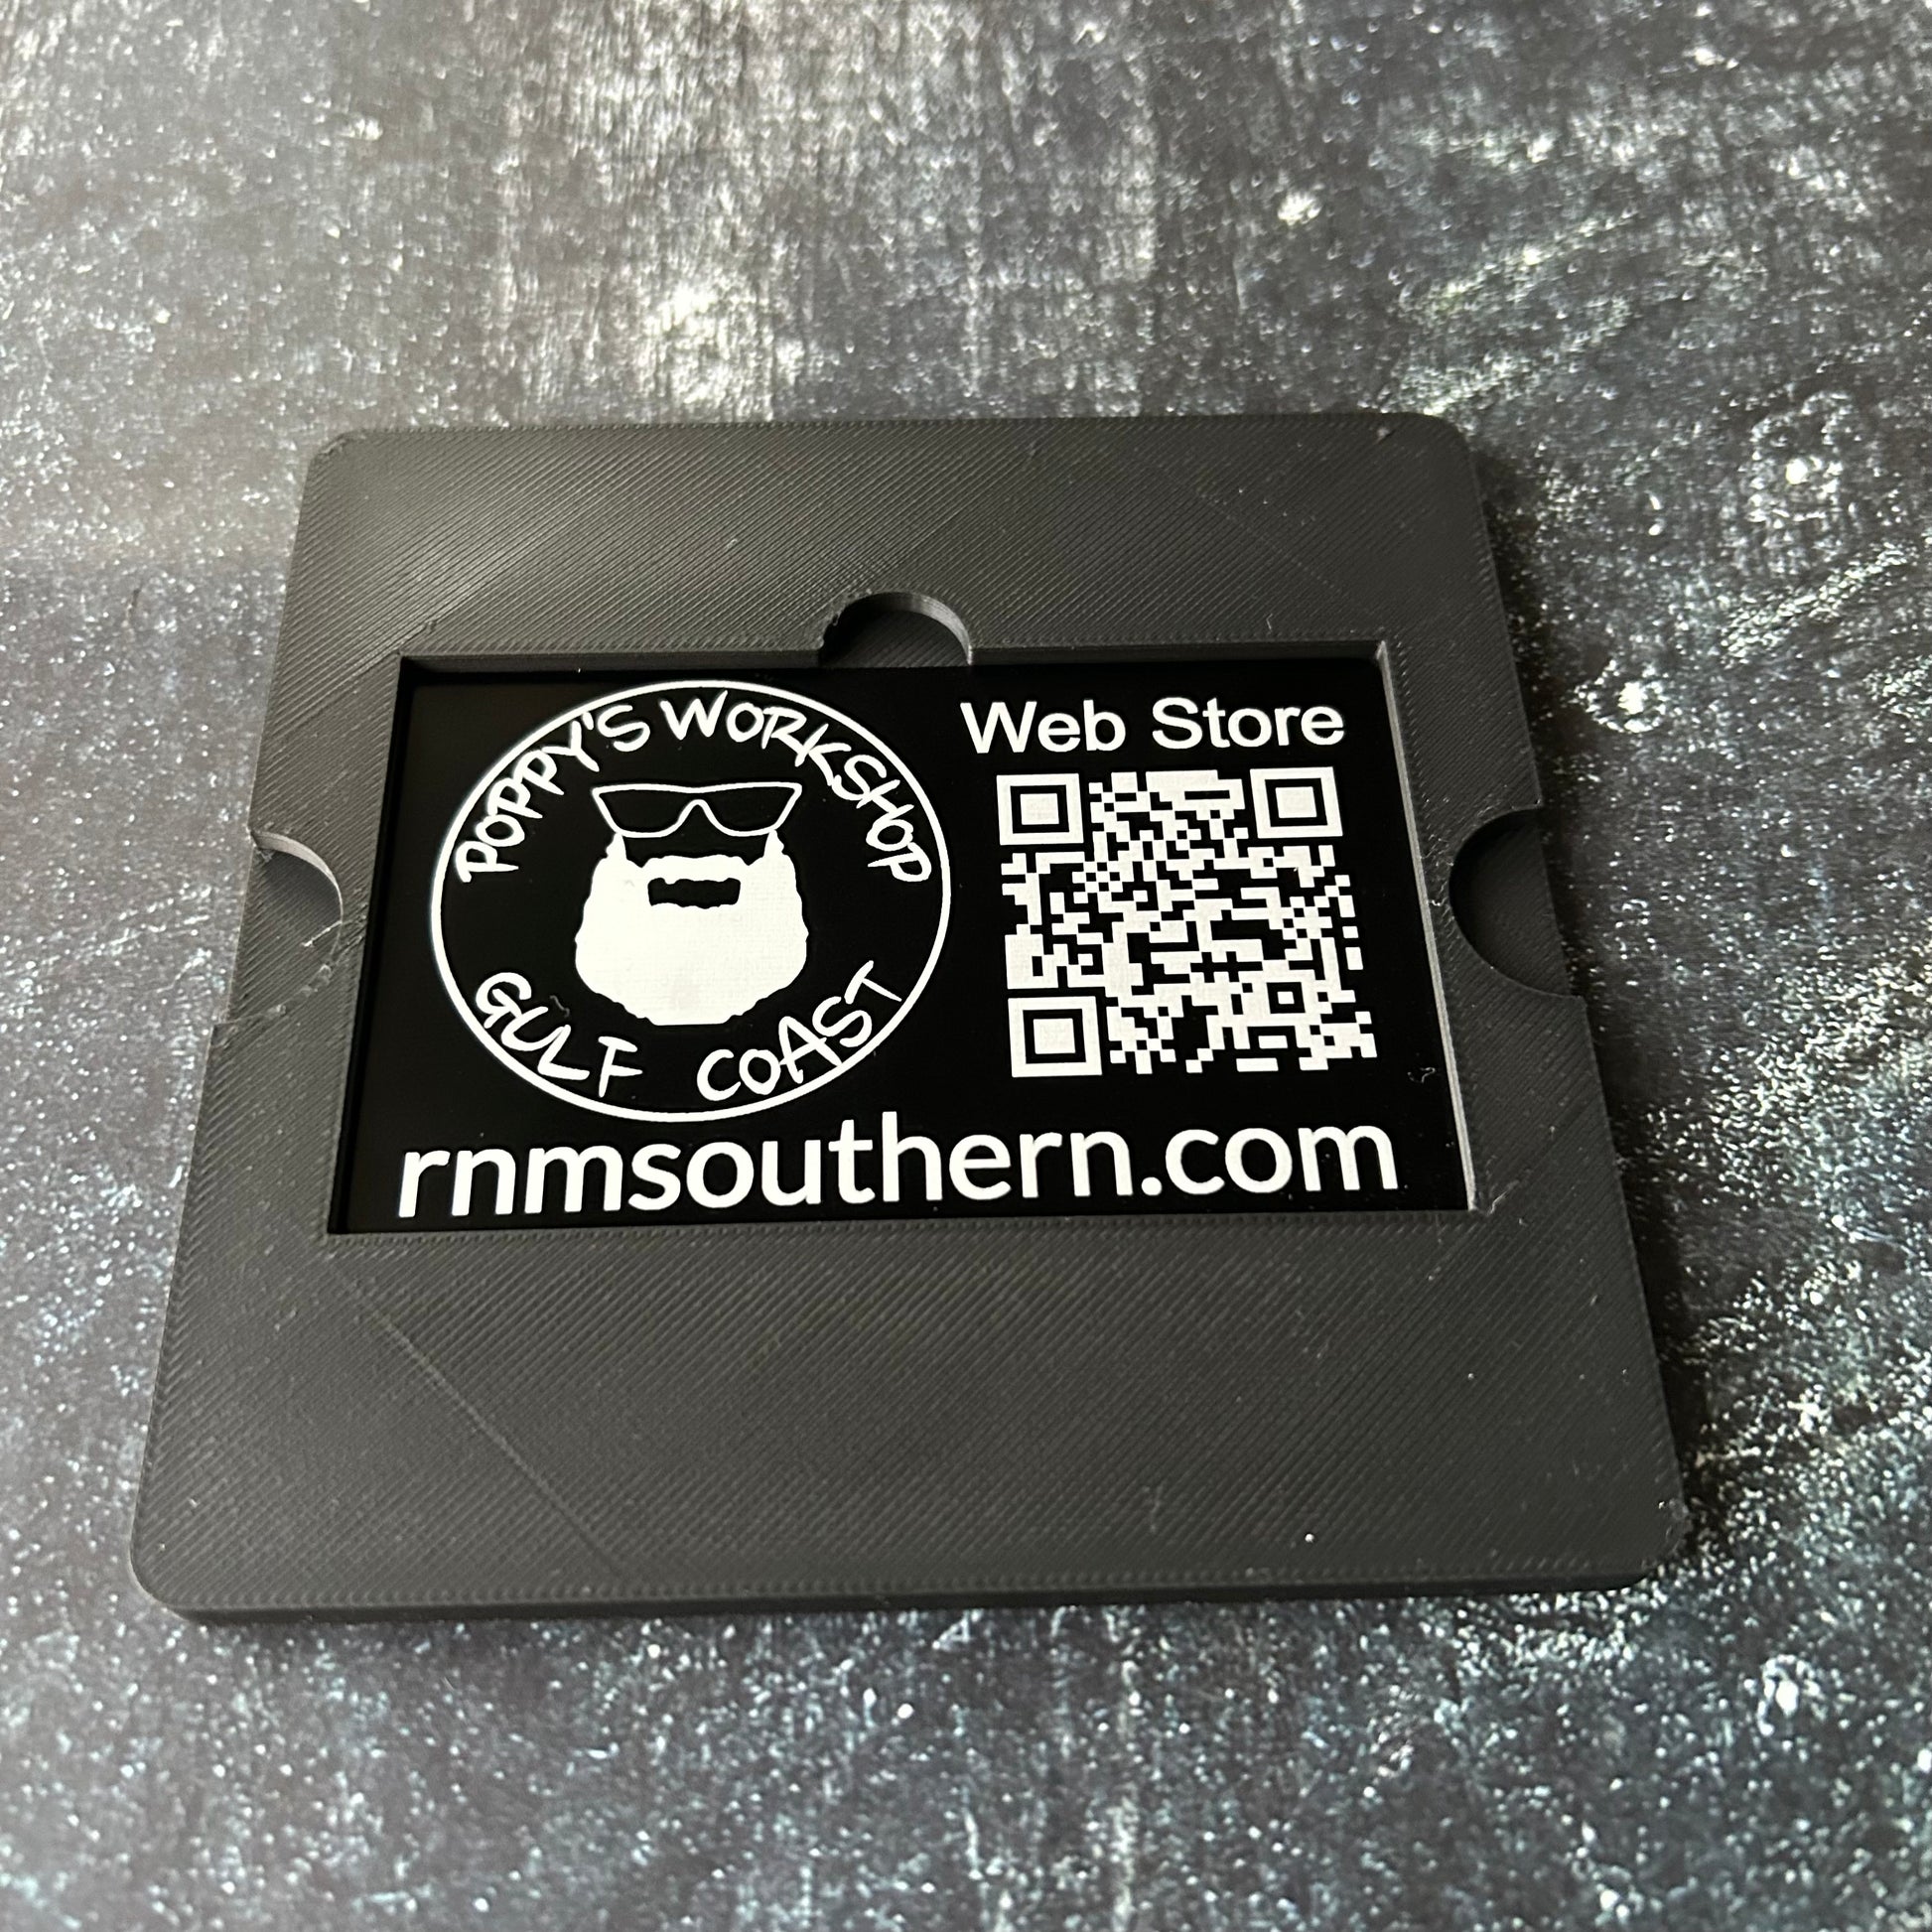 POPPY'S WORKSHOP
GULF COAST
Web Store
rnmsouthern.com